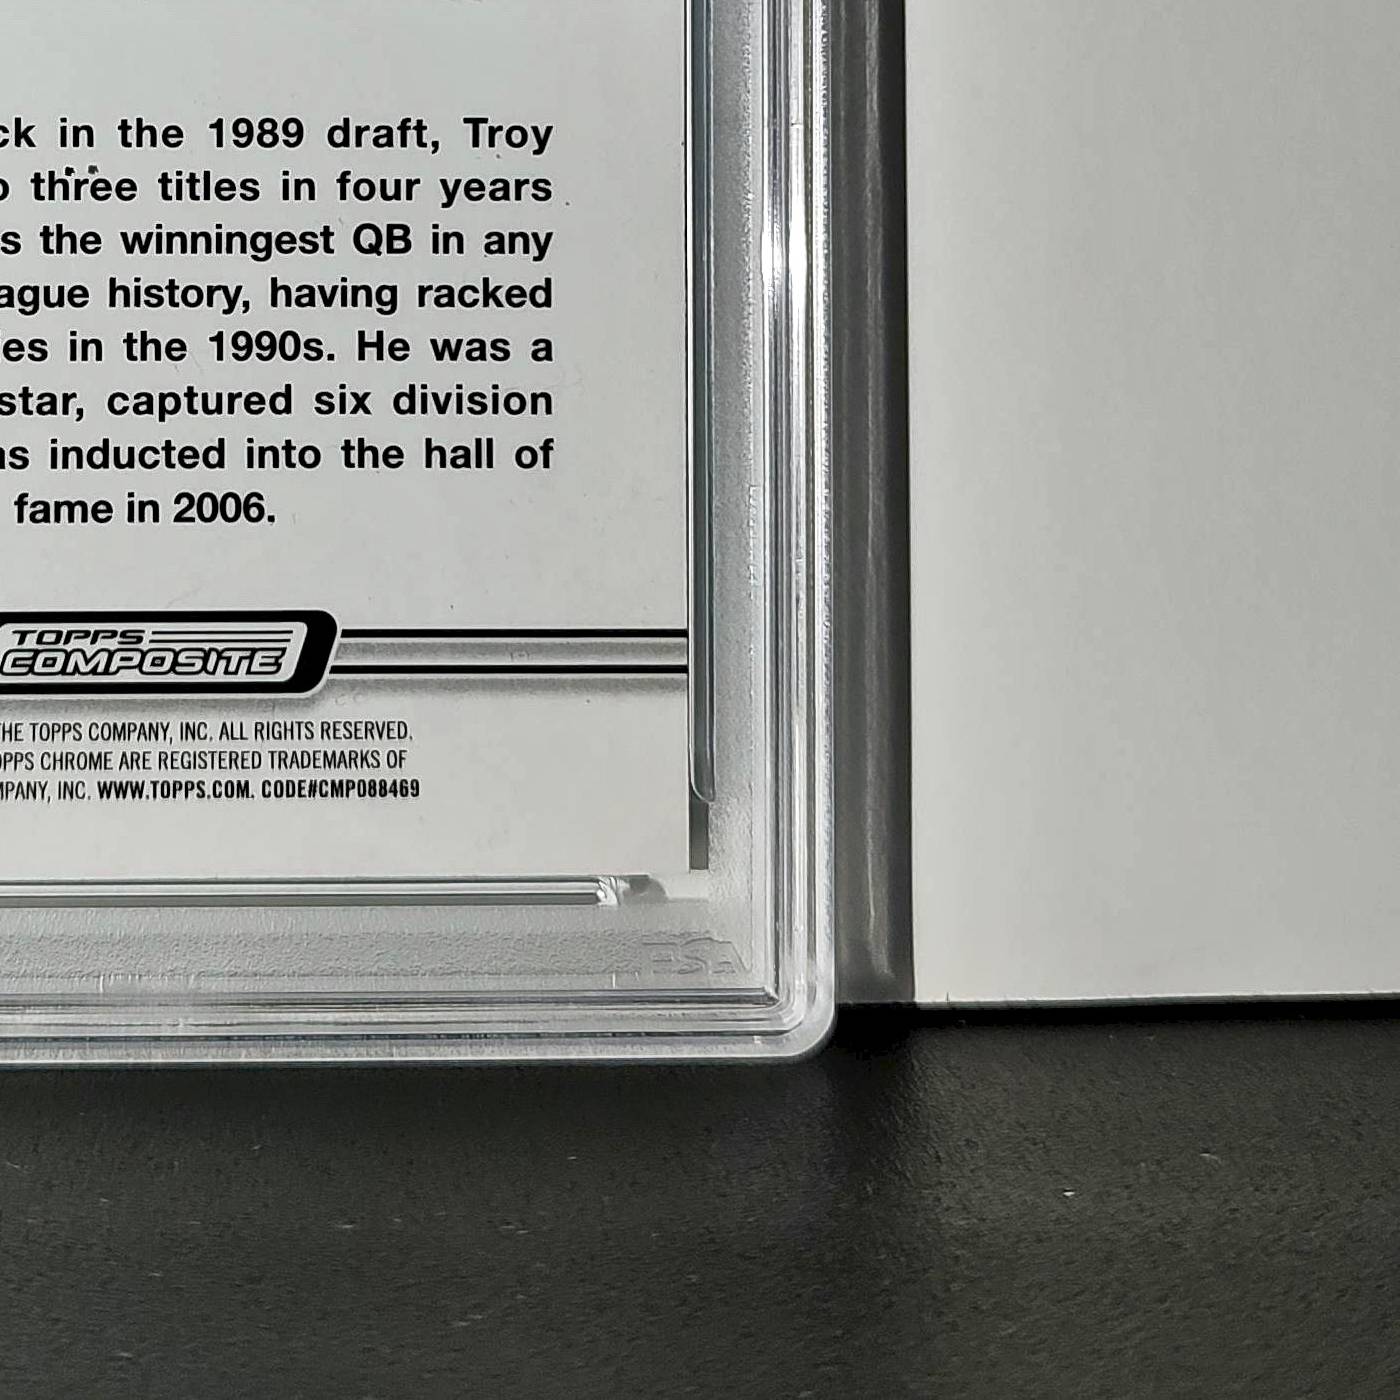 ck in the 1989 draft, Troy
o three titles in four years
s the winningest QB in any
ague history, having racked
es in the 1990s. He was a
star, captured six division
as inducted into the hall of
fame in 2006.
TOPPS
COMPOSITE
THE TOPPS COMPANY, INC. ALL RIGHTS RESERVED.
OPPS CHROME ARE REGISTERED TRADEMARKS OF
MPANY, INC. WWW.TOPPS.COM. CODE#CMP088469
PSA